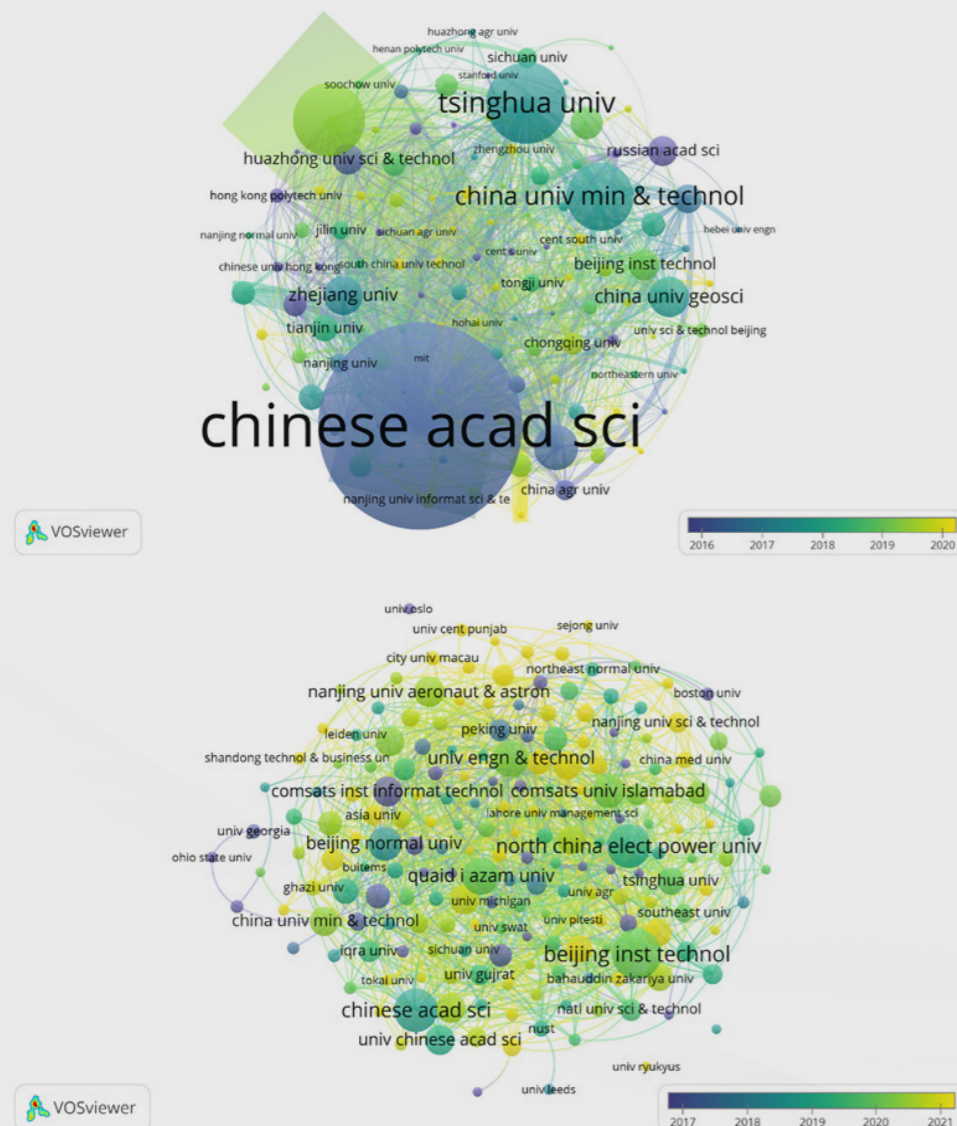 huazhong agr univ
henan polytech univ
sichuan univ
stanford univ
soochow univ
tsinghua univ
zhengzhou univ
russian acad sci
huazhong univ sci & technol
hong kong polytech univ
china univ min & technol
nanjing normal univ
jilin univ
sichuan agr univ
cent south univ
hebei univ engn
cent s univ
chinese univ hong kong
south china univ technol
beijing inst technol
tongji univ
zhejiang univ
china univ geosci
tianjin univ
hohai univ
univ sci & technol beijing
chongqing univ
nanjing univ
mit
northeastern univ
chinese acad sci
china agr univ
nanjing univ informat sci & te
VOSviewer
2016 2017 2018 2019 2020
univ oslo
univ cent punjab
sejong univ
city univ macau
northeast normal univ
nanjing univ aeronaut & astron
boston univ
leiden univ
peking univ
nanjing univ sci & technol
shandong technol & business un
univ engn & technol
china med univ
comsats inst informat technol
comsats univ islamabad
asia univ
lahore univ management sci
univ georgia
beijing normal univ
north china elect power univ
ohio state univ
buitems
quaid i azam univ
tsinghua univ
ghazi univ
univ michigan
univ agr
china univ min & technol
univ swat
univ pitesti
southeast univ
iqra univ
sichuan univ
beijing inst technol
tokai univ
univ gujrat
bahauddin zakariya univ
chinese acad sci
natl univ sci & technol
univ chinese acad sci
nust
univ ryukyus
univ leeds
VOSviewer
2017 2018 2019 2020 2021